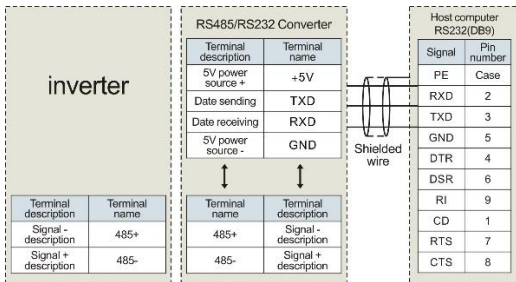 inverter
Terminal description
Terminal name
Signal - description
485+
Signal + description
485-
RS485/RS232 Converter
Terminal description
Terminal name
5V power source +
+5V
Date sending
TXD
Date receiving
RXD
5V power source -
GND
Terminal name
Terminal description
485+
Signal - description
485-
Signal + description
Shielded
wire
Host computer
RS232(DB9)
Signal
Pin number
PE
Case
RXD
2
TXD
3
GND
5
DTR
4
DSR
6
RI
9
CD
1
RTS
7
CTS
8